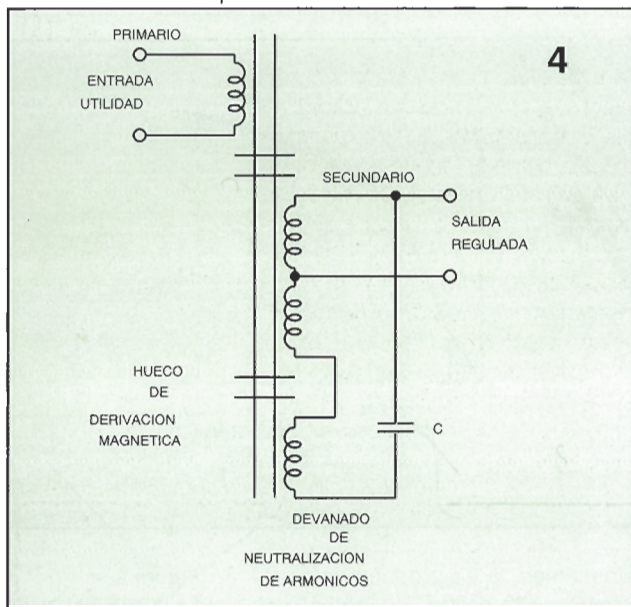 PRIMARIO
4
ENTRADA
UTILIDAD
SECUNDARIO
SALIDA
REGULADA
HUECO
DE
DERIVACION
MAGNETICA
C
DEVANADO
DE
NEUTRALIZACION
DE ARMONICOS